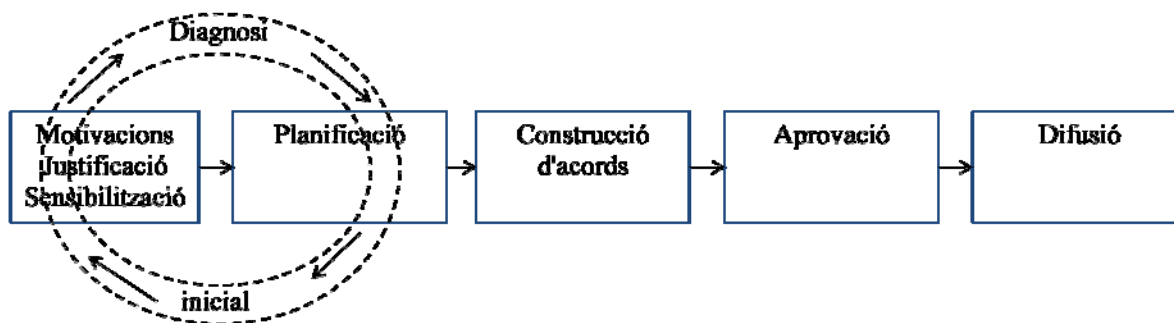 Diagnosi
Motivacions
Justificació
Sensibilització
Planificació
Construcció
d'acords
Aprovació
Difusió
inicial